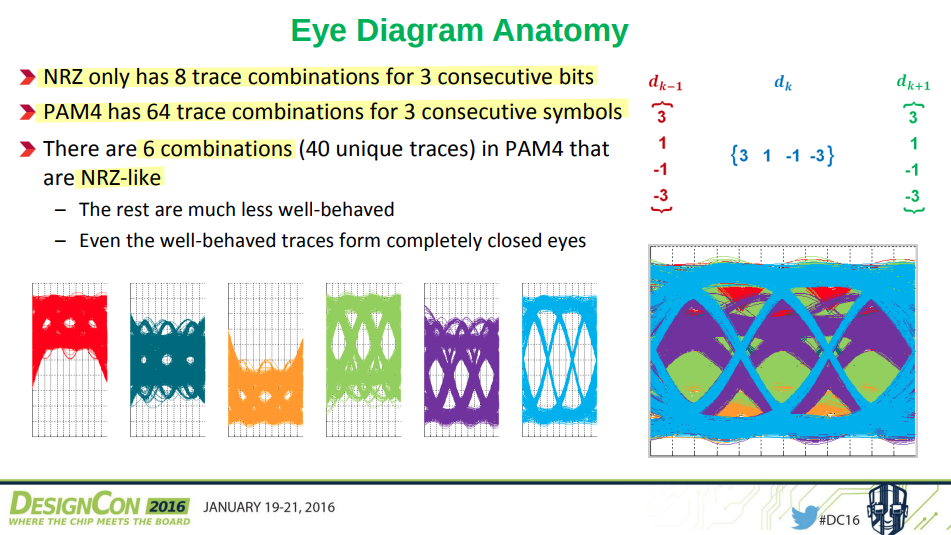 Eye Diagram Anatomy
NRZ only has 8 trace combinations for 3 consecutive bits
PAM4 has 64 trace combinations for 3 consecutive symbols
There are 6 combinations (40 unique traces) in PAM4 that
are NRZ-like
– The rest are much less well-behaved
– Even the well-behaved traces form completely closed eyes
dₖ₋₁ dₖ dₖ₊₁
{3 1 -1 -3}
{3 1 -1 -3}
{3 1 -1 -3}
DESIGNCON 2016
WHERE THE CHIP MEETS THE BOARD
JANUARY 19-21, 2016
#DC16